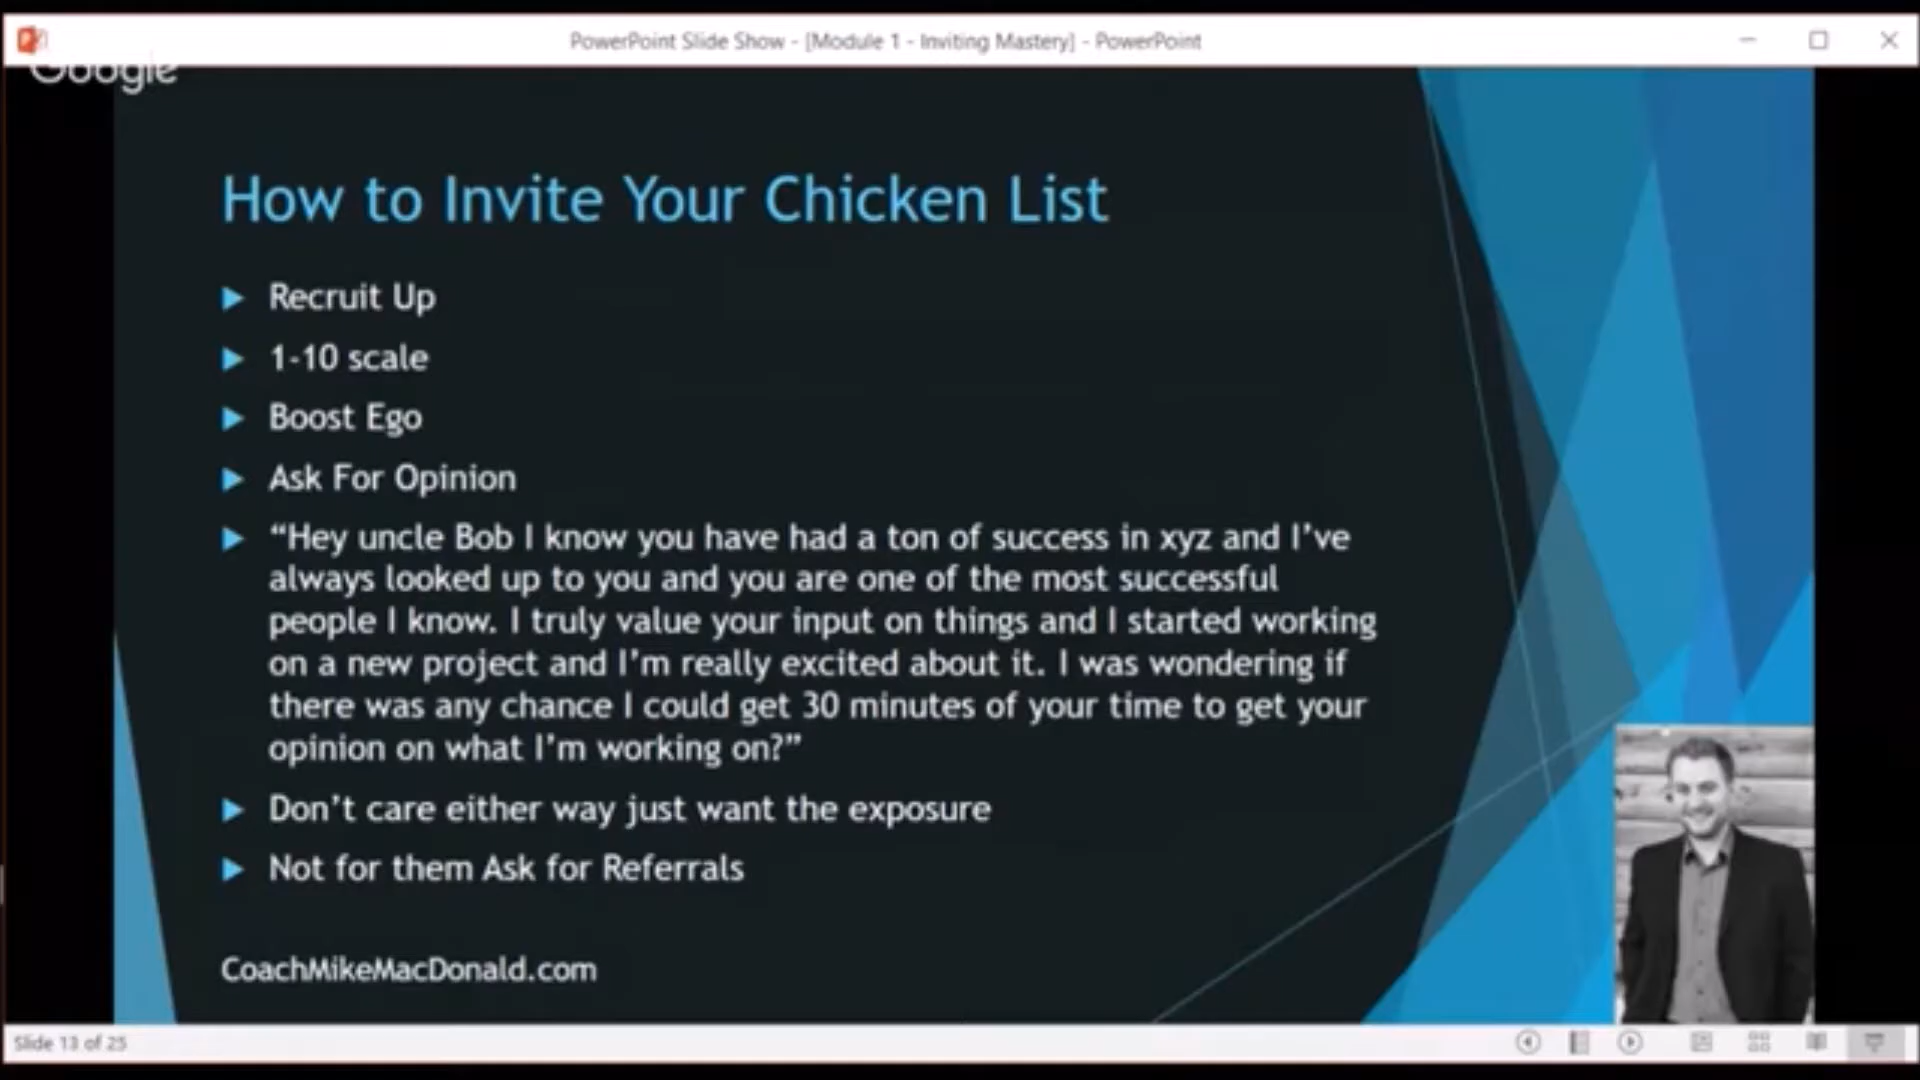 PowerPoint Slide Show - [Module 1 - Inviting Mastery] - PowerPoint
Google
How to Invite Your Chicken List
Recruit Up
1-10 scale
Boost Ego
Ask For Opinion
“Hey uncle Bob I know you have had a ton of success in xyz and I’ve
always looked up to you and you are one of the most successful
people I know. I truly value your input on things and I started working
on a new project and I’m really excited about it. I was wondering if
there was any chance I could get 30 minutes of your time to get your
opinion on what I’m working on?”
Don’t care either way just want the exposure
Not for them Ask for Referrals
CoachMikeMacDonald.com
Slide 13 of 25